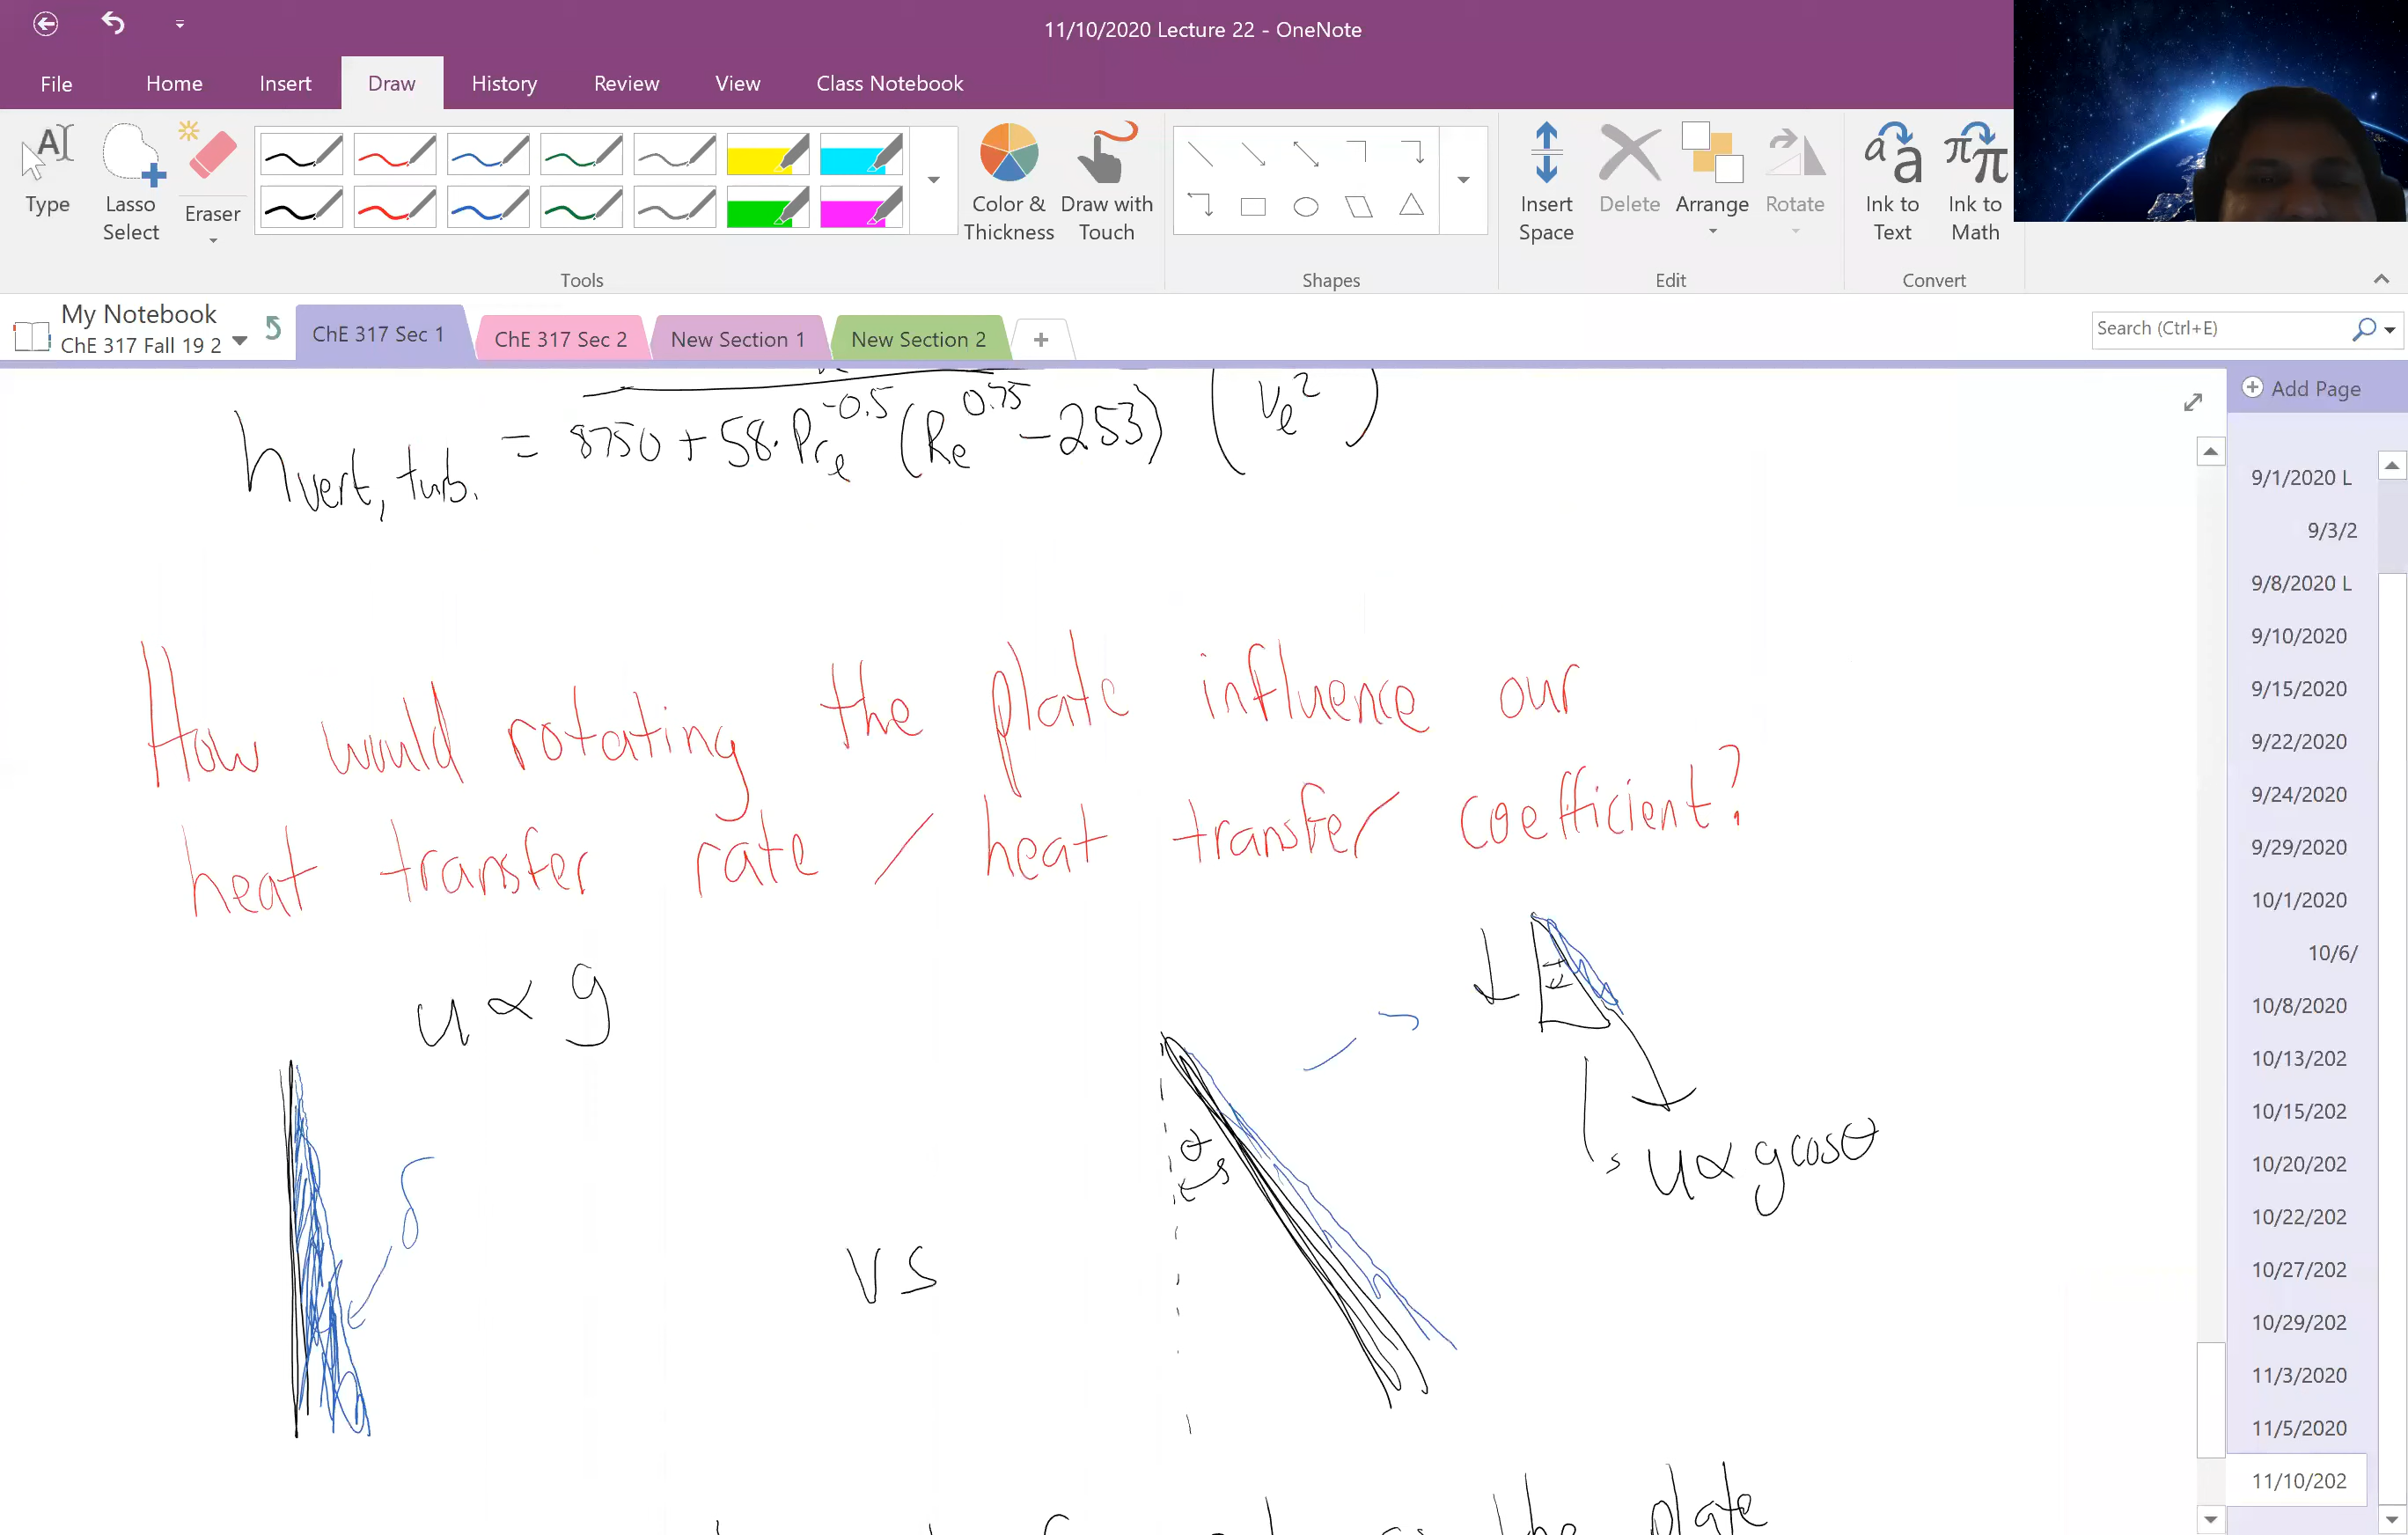 11/10/2020 Lecture 22 - OneNote
File Home Insert Draw History Review View Class Notebook
Type
Lasso Select
Eraser
Color & Thickness
Draw with Touch
Insert Space
Delete
Arrange
Rotate
Ink to Text
Ink to Math
Tools
Shapes
Edit
Convert
My Notebook
ChE 317 Fall 19 2
ChE 317 Sec 1
ChE 317 Sec 2
New Section 1
New Section 2
Search (Ctrl+E)
Add Page
9/1/2020 L
9/3/2
9/8/2020 L
9/10/2020
9/15/2020
9/22/2020
9/24/2020
9/29/2020
10/1/2020
10/6/
10/8/2020
10/13/202
10/15/202
10/20/202
10/22/202
10/27/202
10/29/202
11/3/2020
11/5/2020
11/10/202
h vert, turb. = 8750 + 58·Pr_l^-0.5 (Re^0.75 - 253) (ν_l^2)
How would rotating the plate influence our
heat transfer rate / heat transfer coefficient?
u ∝ g
δ
vs
θ
u ∝ g cosθ
the plate